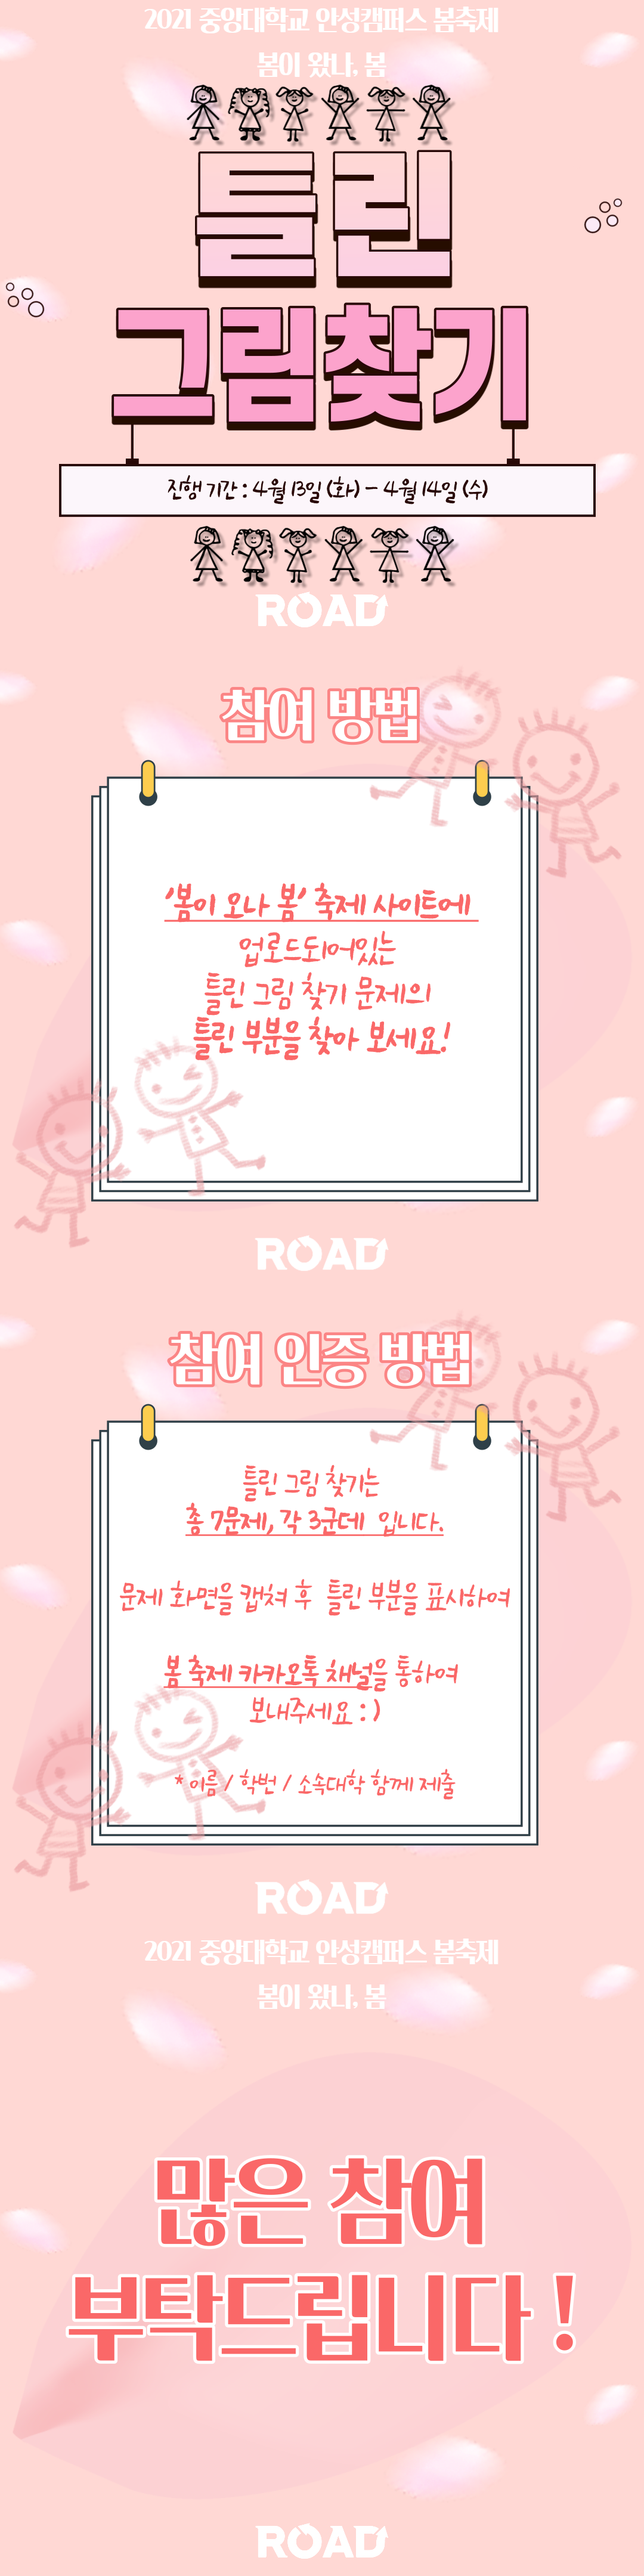 2021 중앙대학교 안성캠퍼스 봄축제
봄이 왔나, 봄
틀린
그림찾기
진행 기간 : 4월 13일 (화) - 4월 14일 (수)
ROAD
참여 방법
'봄이 오나 봄' 축제 사이트에
업로드되어있는
틀린 그림 찾기 문제의
틀린 부분을 찾아 보세요!
ROAD
참여 인증 방법
틀린 그림 찾기는
총 7문제, 각 3군데 입니다.
문제 화면을 캡쳐 후 틀린 부분을 표시하여
봄 축제 카카오톡 채널을 통하여
보내주세요 : )
* 이름 / 학번 / 소속대학 함께 제출
ROAD
2021 중앙대학교 안성캠퍼스 봄축제
봄이 왔나, 봄
많은 참여
부탁드립니다 !
ROAD